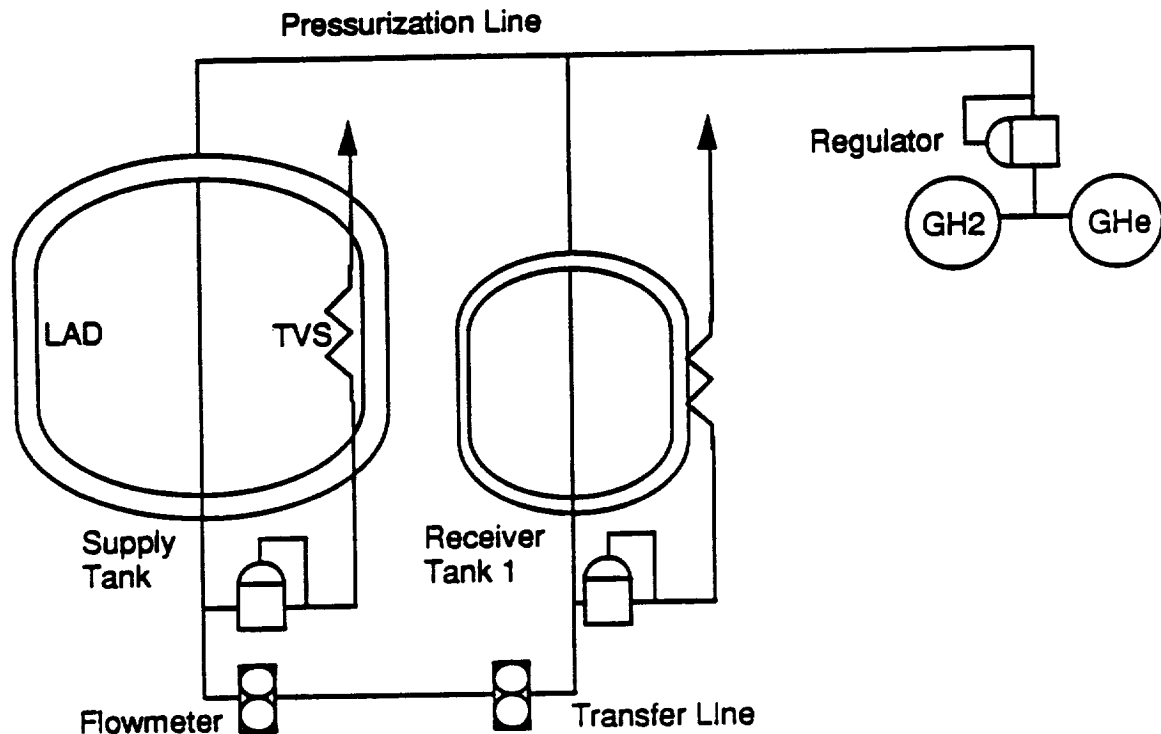 Pressurization Line
Regulator
GH2
GHe
LAD
TVS
Supply
Tank
Receiver
Tank 1
Flowmeter
Transfer Line